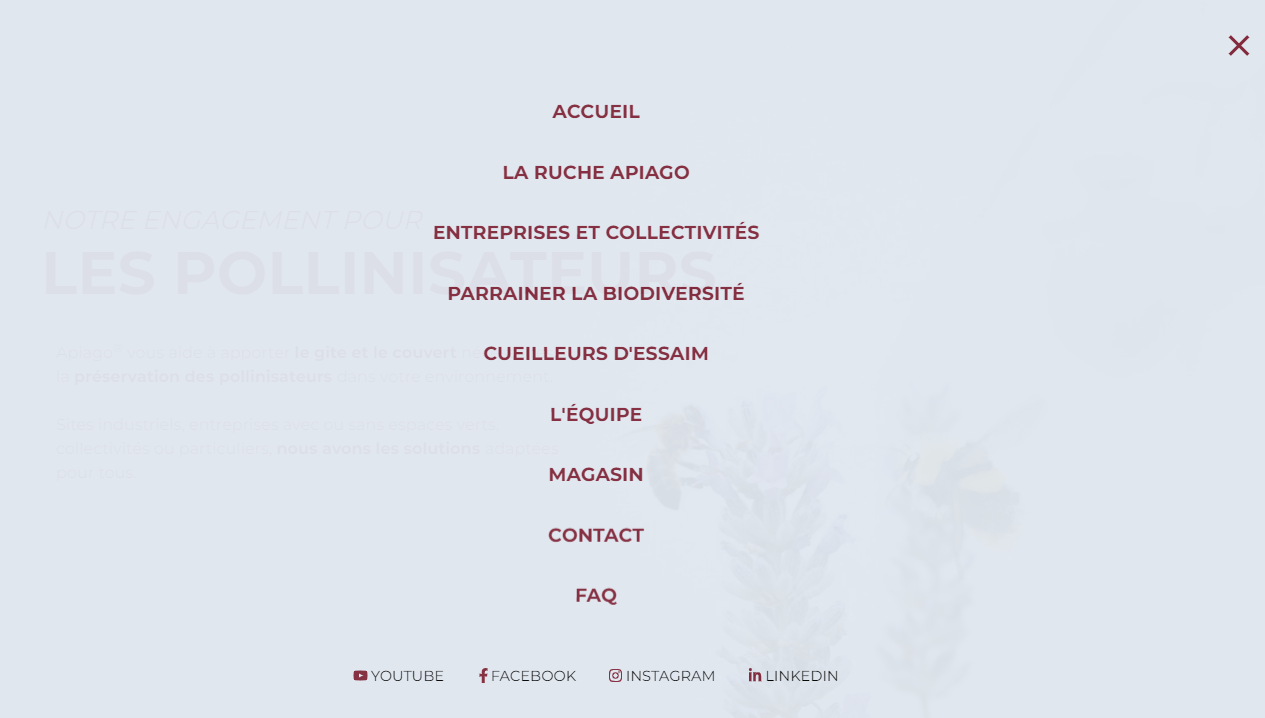 ACCUEIL
LA RUCHE APIAGO
NOTRE ENGAGEMENT POUR
ENTREPRISES ET COLLECTIVITÉS
LES POLLINISATEURS
PARRAINER LA BIODIVERSITÉ
Apiago vous aide à apporter le gîte et le couvert
CUEILLEURS D'ESSAIM
la préservation des pollinisateurs dans votre environnement.
L'ÉQUIPE
Sites industriels, entreprises avec ou sans espaces verts,
collectivités ou particuliers, nous avons les solutions adaptées
pour tous.
MAGASIN
CONTACT
FAQ
YOUTUBE FACEBOOK INSTAGRAM LINKEDIN